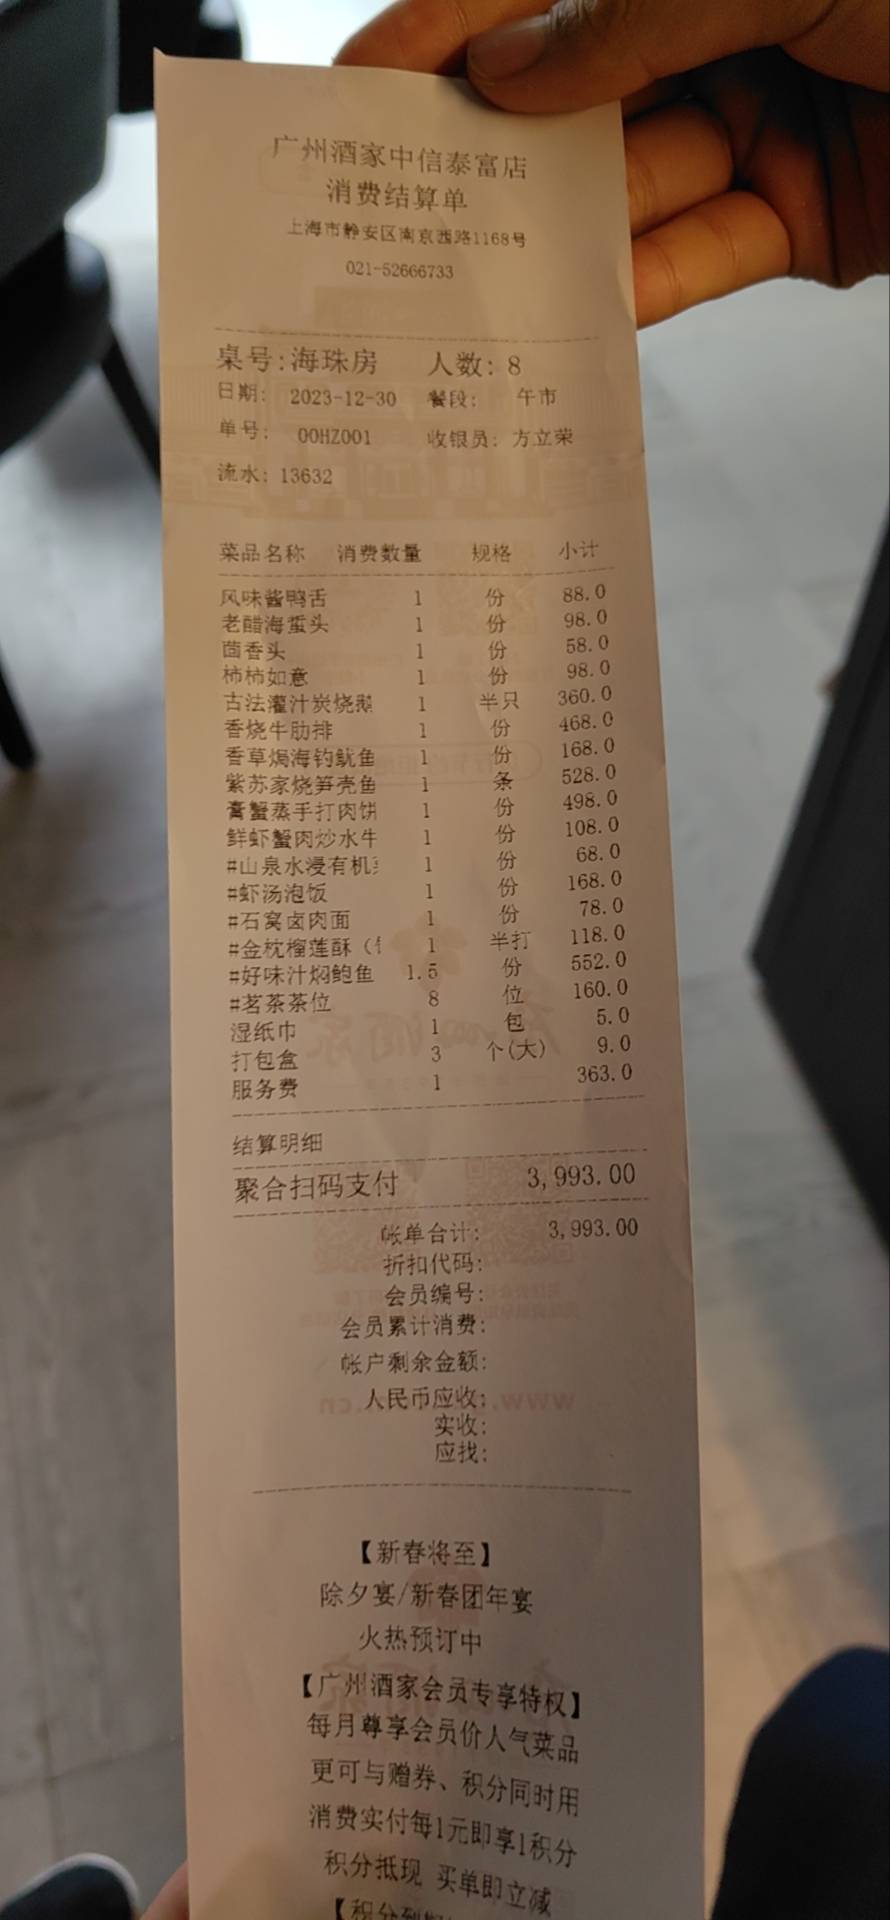 广州酒家中信泰富店
消费结算单
上海市静安区南京西路1168号
021-52666733
桌号:海珠房 人数: 8
日期: 2023-12-30 餐段: 午市
单号: 00HZ001 收银员: 方立荣
流水: 13632
菜品名称 消费数量 规格 小计
风味酱鸭舌 1 份 88.0
老醋海蜇头 1 份 98.0
茴香头 1 份 58.0
柿柿如意 1 份 98.0
古法灌汁炭烧鹅 1 半只 360.0
香烧牛肋排 1 份 468.0
香草焗海钓鱿鱼 1 份 168.0
紫苏家烧笋壳鱼 1 条 528.0
膏蟹蒸手打肉饼 1 份 498.0
鲜虾蟹肉炒水牛 1 份 108.0
#山泉水浸有机 1 份 68.0
#虾汤泡饭 1 份 168.0
#石窝卤肉面 1 份 78.0
#金枕榴莲酥( 1 半打 118.0
#好味汁焖鲍鱼 1.5 份 552.0
#茗茶茶位 8 位 160.0
湿纸巾 1 包 5.0
打包盒 3 个(大) 9.0
服务费 1 363.0
结算明细
聚合扫码支付 3,993.00
帐单合计: 3,993.00
折扣代码:
会员编号:
会员累计消费:
帐户剩余金额:
人民币应收:
实收:
应找:
【新春将至】
除夕宴/新春团年宴
火热预订中
【广州酒家会员专享特权】
每月尊享会员价人气菜品
更可与赠券、积分同时用
消费实付每1元即享1积分
积分抵现 买单即立减
【积分到